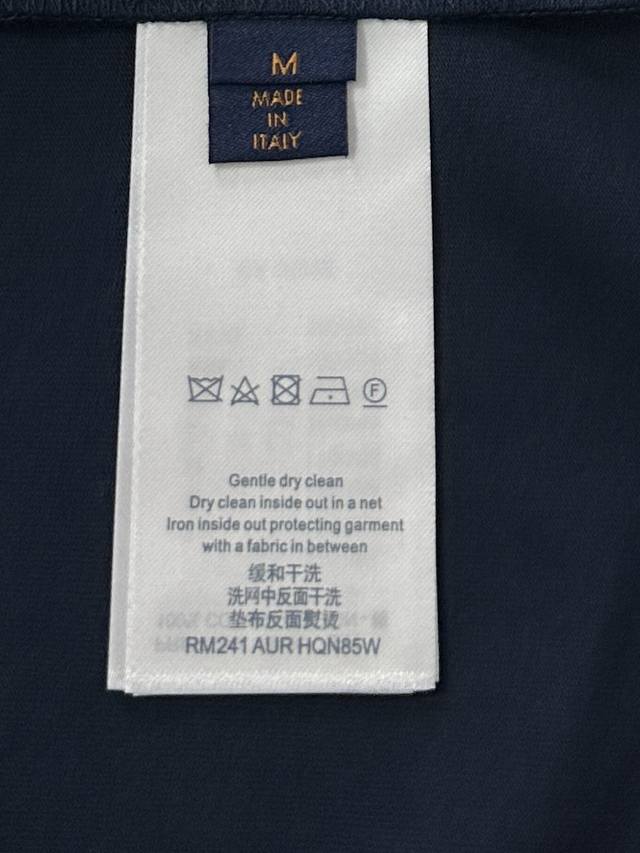 M
MADE
IN
ITALY
F
Gentle dry clean
Dry clean inside out in a net
Iron inside out protecting garment
with a fabric in between
缓和干洗
洗网中反面干洗
垫布反面熨烫
RM241 AUR HQN85W